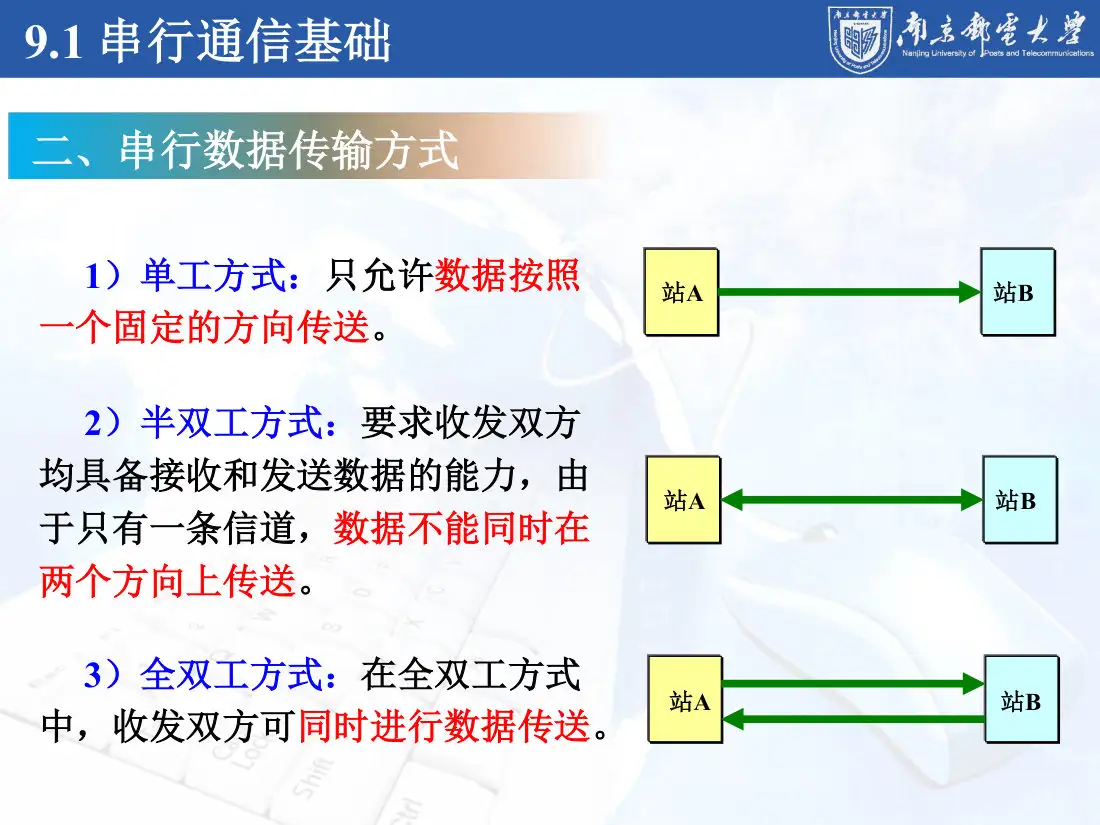 9.1 串行通信基础
南京邮电大学
Nanjing University of Posts and Telecommunications
二、串行数据传输方式
1）单工方式：只允许数据按照
一个固定的方向传送。
站A
站B
2）半双工方式：要求收发双方
均具备接收和发送数据的能力，由
于只有一条信道，数据不能同时在
两个方向上传送。
站A
站B
3）全双工方式：在全双工方式
中，收发双方可同时进行数据传送。
站A
站B
Shift
Ctrl